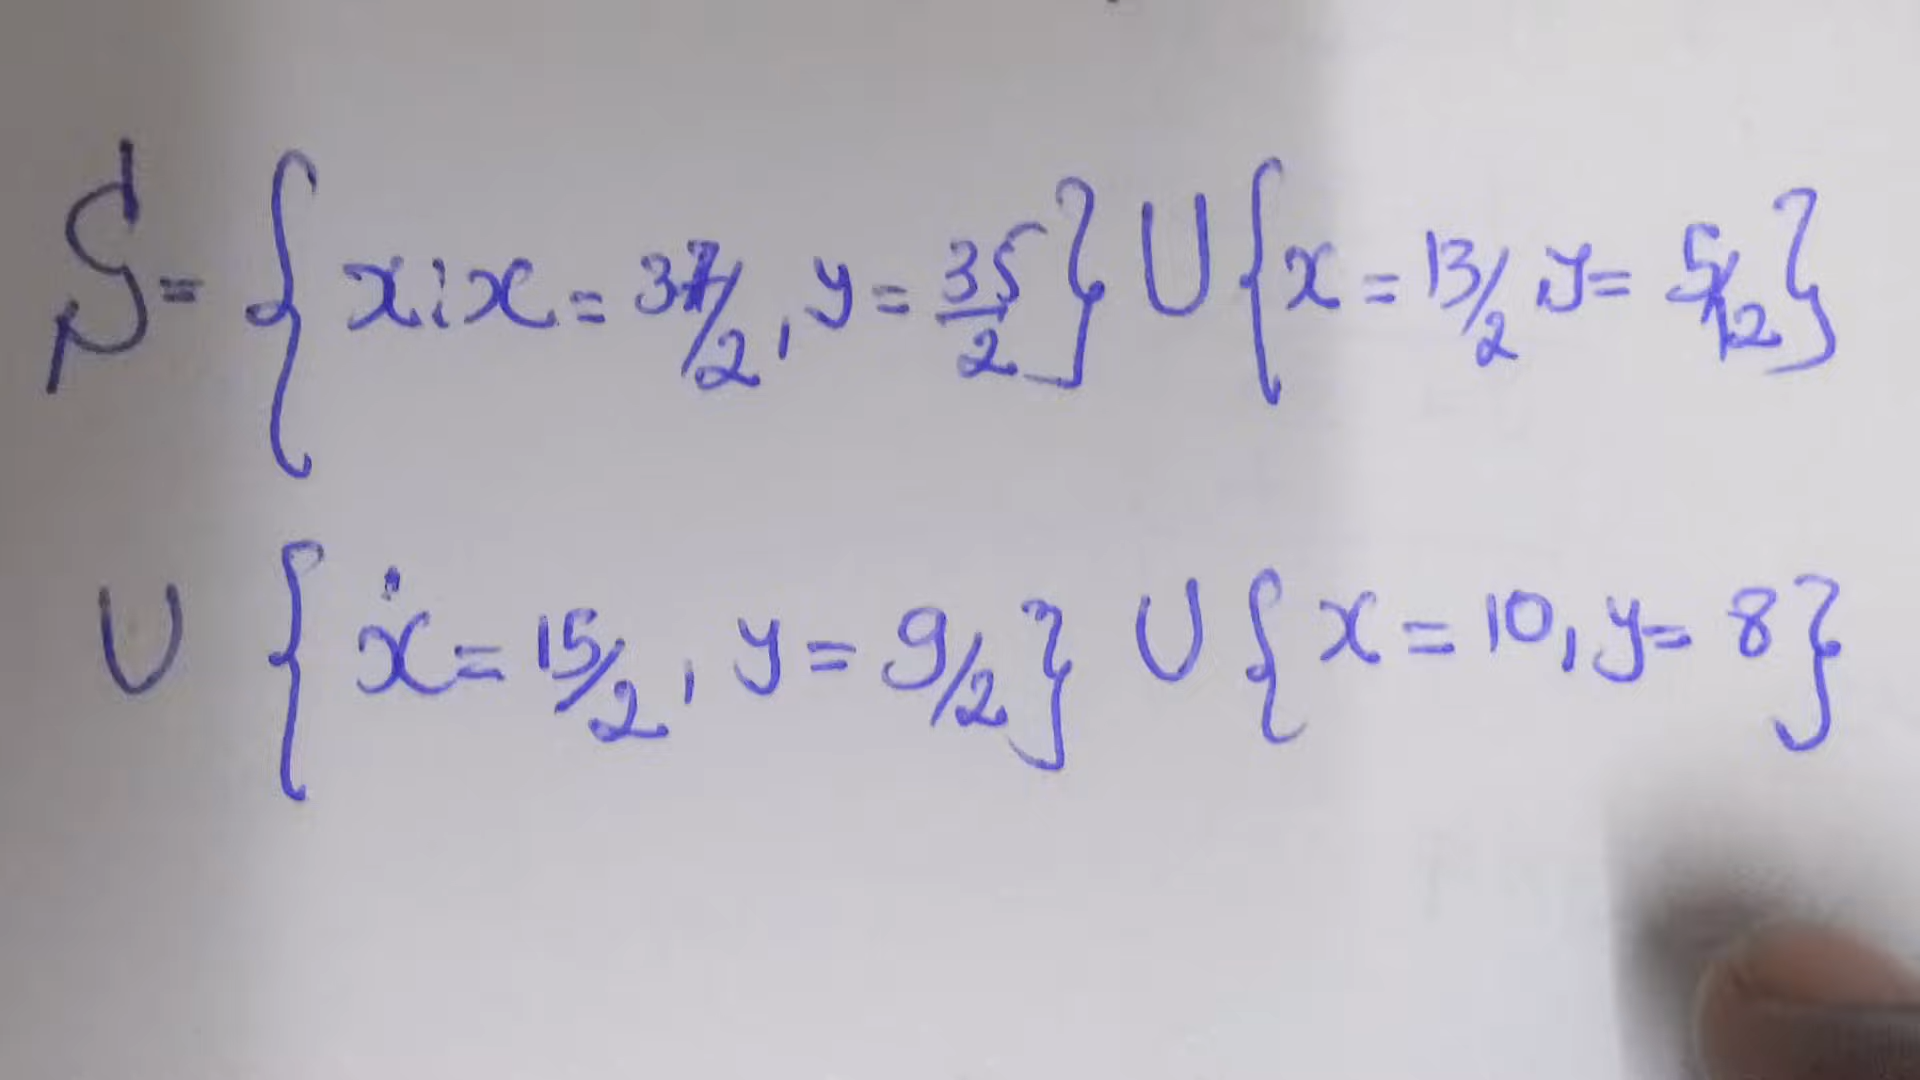 S = { x : x = 37/2, y = 35/2 } U { x = 13/2 y = 5/2 }
U { x = 15/2, y = 9/2 } U { x = 10, y = 8 }